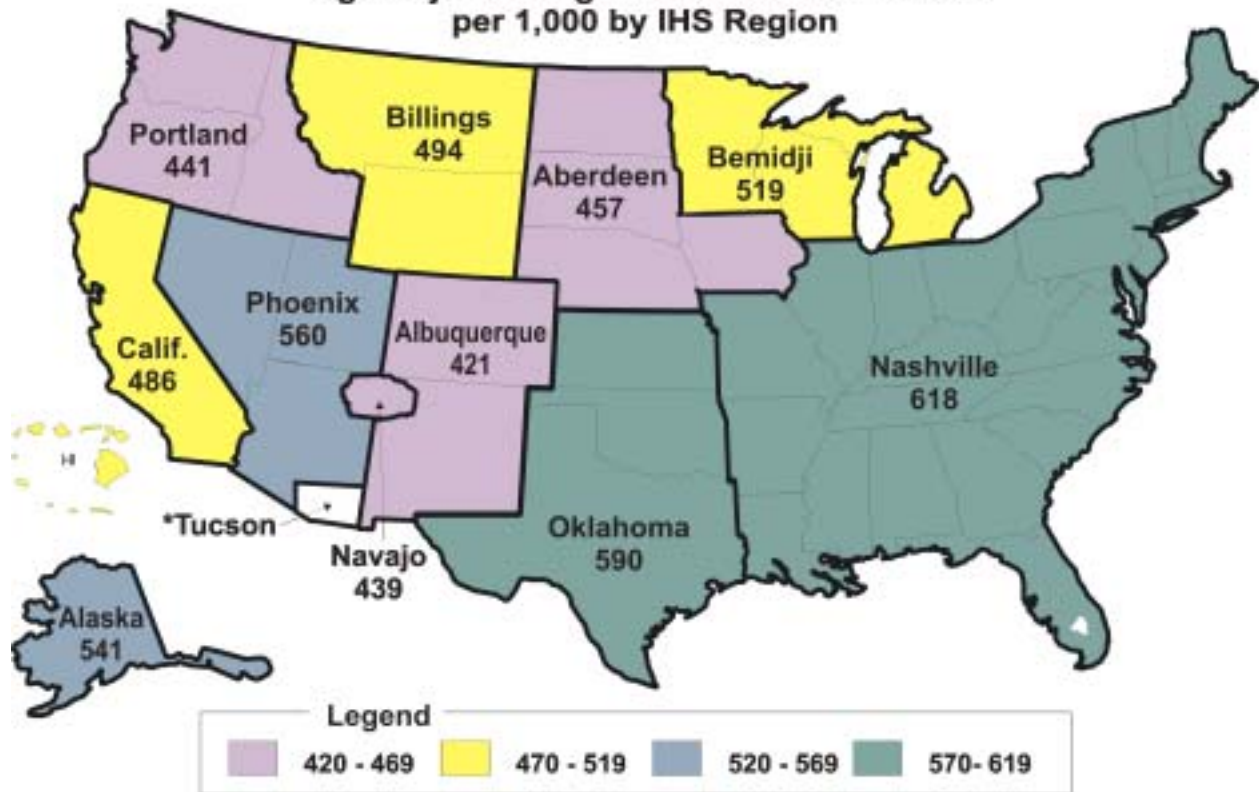 per 1,000 by IHS Region
Portland
441
Billings
494
Aberdeen
457
Bemidji
519
Phoenix
560
Albuquerque
421
Calif.
486
Nashville
618
HI
*Tucson
Navajo
439
Oklahoma
590
Alaska
541
Legend
420 - 469
470 - 519
520 - 569
570- 619